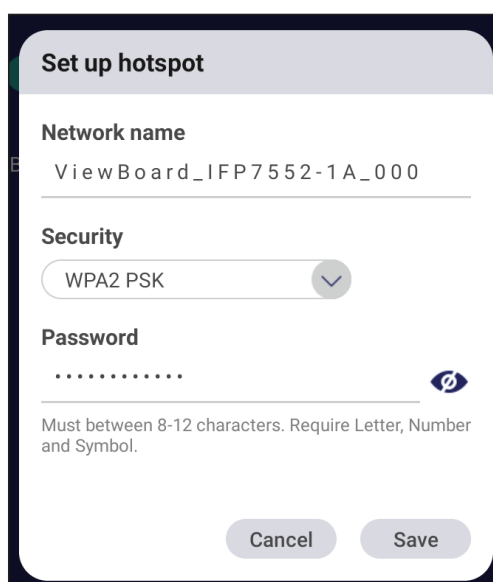 Set up hotspot
Network name
ViewBoard_IFP7552-1A_000
Security
WPA2 PSK
Password
············
Must between 8-12 characters. Require Letter, Number
and Symbol.
Cancel Save